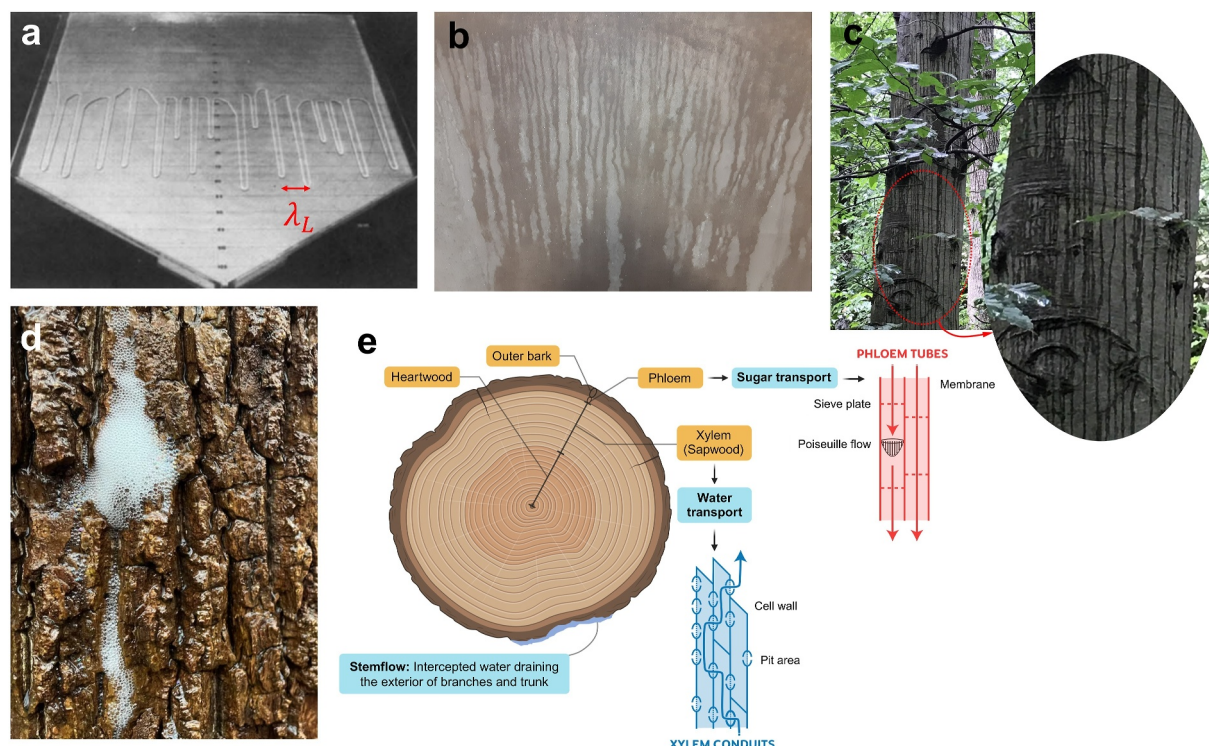 a
b
c
λL
d
e
Outer bark
Heartwood
Phloem
Sugar transport
PHLOEM TUBES
Membrane
Sieve plate
Poiseuille flow
Xylem
(Sapwood)
Water
transport
Cell wall
Pit area
Stemflow: Intercepted water draining
the exterior of branches and trunk
XYLEM CONDUITS